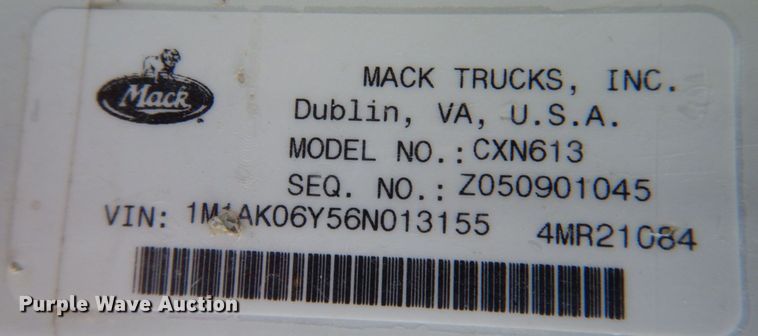 Mack
MACK TRUCKS, INC.
Dublin, VA, U.S.A.
MODEL NO.: CXN613
SEQ. NO.: Z050901045
VIN: 1M1AK06Y56N013155 4MR21084
Purple Wave Auction